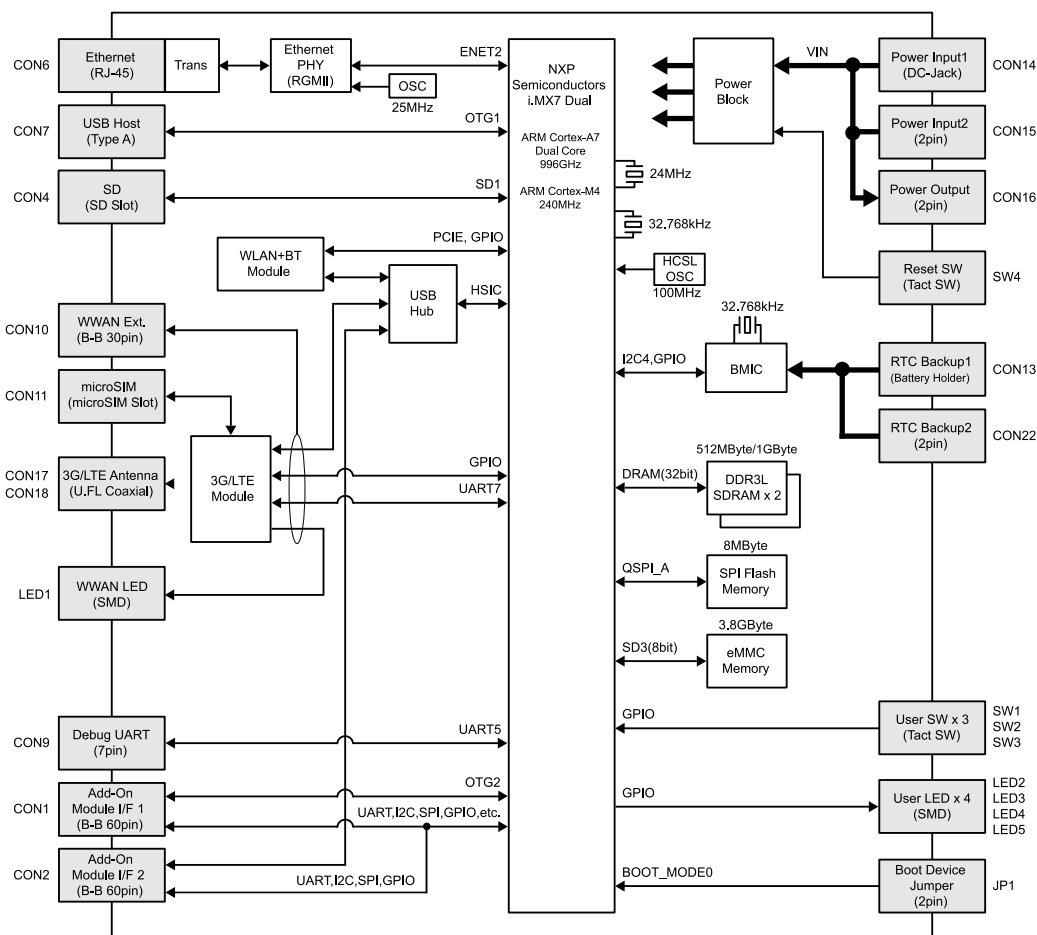 CON6
Ethernet
(RJ-45)
Trans
Ethernet
PHY
(RGMII)
OSC
25MHz
ENET2
CON7
USB Host
(Type A)
OTG1
CON4
SD
(SD Slot)
SD1
WLAN+BT
Module
PCIE, GPIO
USB
Hub
HSIC
CON10
WWAN Ext.
(B-B 30pin)
CON11
microSIM
(microSIM Slot)
CON17
CON18
3G/LTE Antenna
(U.FL Coaxial)
3G/LTE
Module
GPIO
UART7
LED1
WWAN LED
(SMD)
CON9
Debug UART
(7pin)
UART5
CON1
Add-On
Module I/F 1
(B-B 60pin)
OTG2
UART,I2C,SPI,GPIO,etc.
CON2
Add-On
Module I/F 2
(B-B 60pin)
UART,I2C,SPI,GPIO
NXP
Semiconductors
i.MX7 Dual
ARM Cortex-A7
Dual Core
996GHz
ARM Cortex-M4
240MHz
24MHz
32.768kHz
HCSL
OSC
100MHz
Power
Block
VIN
Power Input1
(DC-Jack)
CON14
Power Input2
(2pin)
CON15
Power Output
(2pin)
CON16
Reset SW
(Tact SW)
SW4
32.768kHz
I2C4,GPIO
BMIC
RTC Backup1
(Battery Holder)
CON13
RTC Backup2
(2pin)
CON22
512MByte/1GByte
DRAM(32bit)
DDR3L
SDRAM x 2
8MByte
QSPI_A
SPI Flash
Memory
3.8GByte
SD3(8bit)
eMMC
Memory
GPIO
User SW x 3
(Tact SW)
SW1
SW2
SW3
GPIO
User LED x 4
(SMD)
LED2
LED3
LED4
LED5
BOOT_MODE0
Boot Device
Jumper
(2pin)
JP1